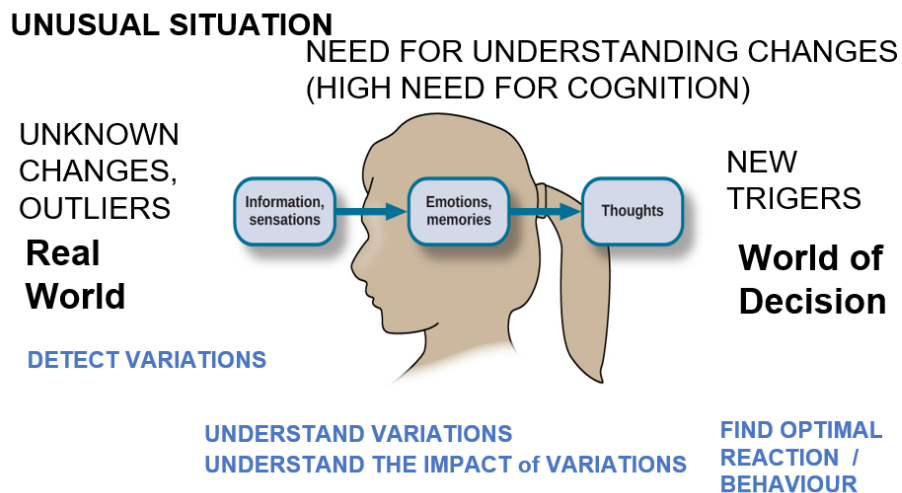 UNUSUAL SITUATION
NEED FOR UNDERSTANDING CHANGES
(HIGH NEED FOR COGNITION)
UNKNOWN
CHANGES,
OUTLIERS
Real
World
Information,
sensations
Emotions,
memories
Thoughts
NEW
TRIGERS
World of
Decision
DETECT VARIATIONS
UNDERSTAND VARIATIONS
UNDERSTAND THE IMPACT of VARIATIONS
FIND OPTIMAL
REACTION /
BEHAVIOUR